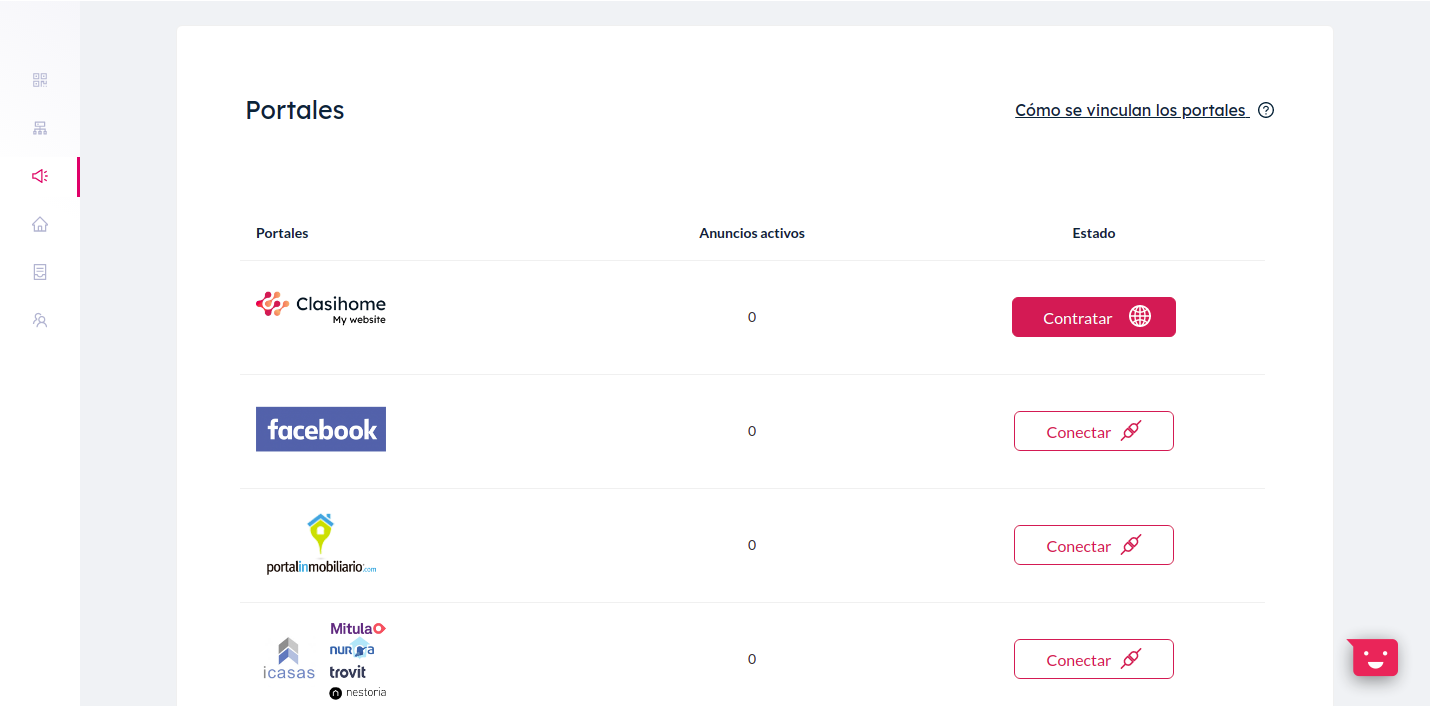 Portales
Cómo se vinculan los portales
Portales Anuncios activos Estado
Clasihome
My website
0
Contratar
facebook
0
Conectar
portalinmobiliario.com
0
Conectar
Mitula
nuroa
icasas
trovit
nestoria
0
Conectar